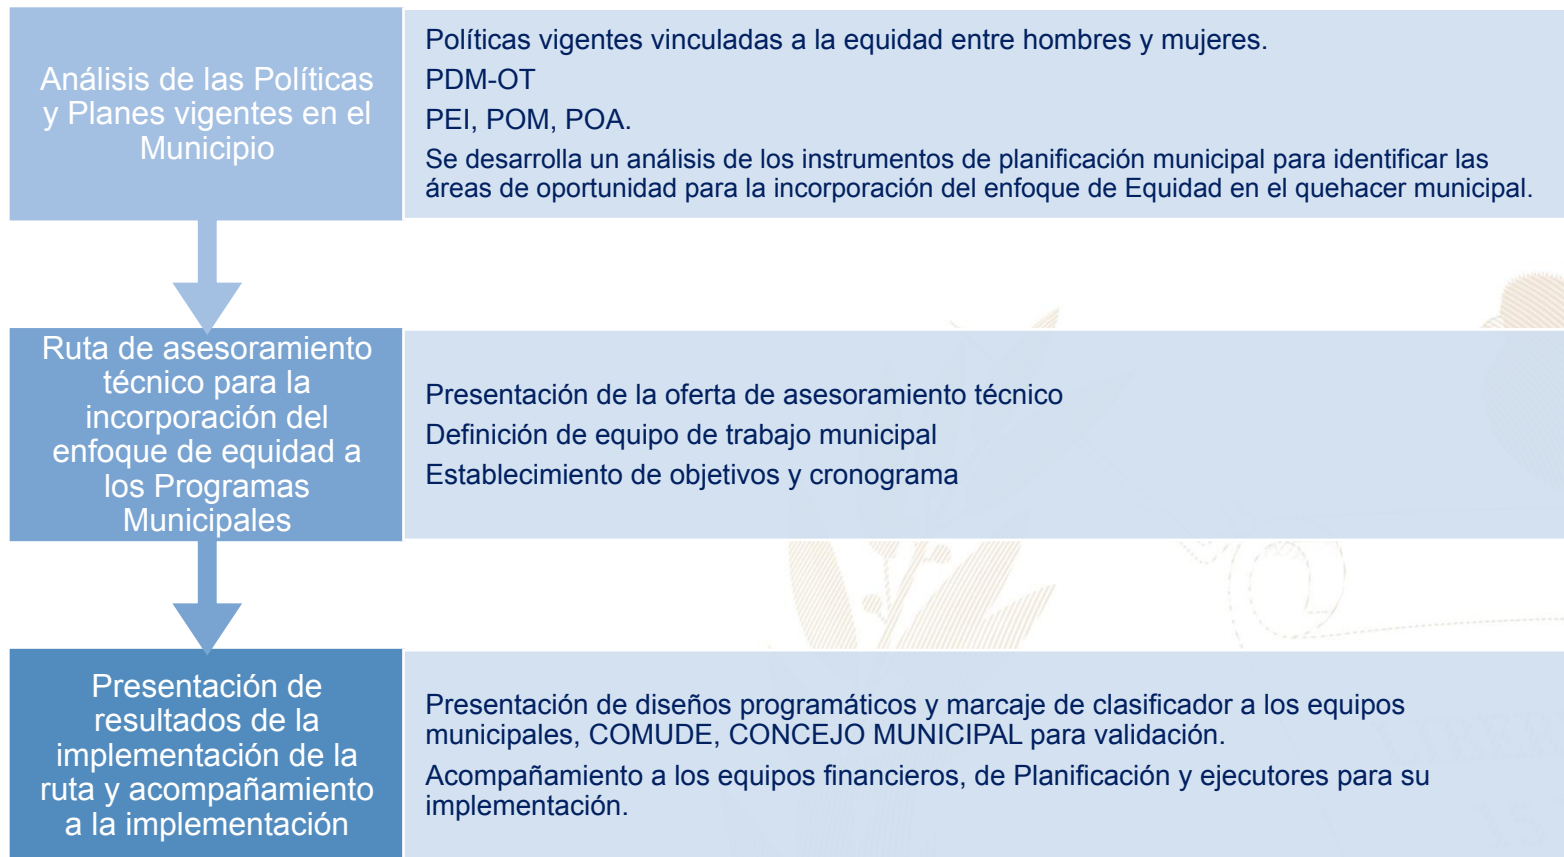 Análisis de las Políticas
y Planes vigentes en el
Municipio
Políticas vigentes vinculadas a la equidad entre hombres y mujeres.
PDM-OT
PEI, POM, POA.
Se desarrolla un análisis de los instrumentos de planificación municipal para identificar las
áreas de oportunidad para la incorporación del enfoque de Equidad en el quehacer municipal.
Ruta de asesoramiento
técnico para la
incorporación del
enfoque de equidad a
los Programas
Municipales
Presentación de la oferta de asesoramiento técnico
Definición de equipo de trabajo municipal
Establecimiento de objetivos y cronograma
Presentación de
resultados de la
implementación de la
ruta y acompañamiento
a la implementación
Presentación de diseños programáticos y marcaje de clasificador a los equipos
municipales, COMUDE, CONCEJO MUNICIPAL para validación.
Acompañamiento a los equipos financieros, de Planificación y ejecutores para su
implementación.